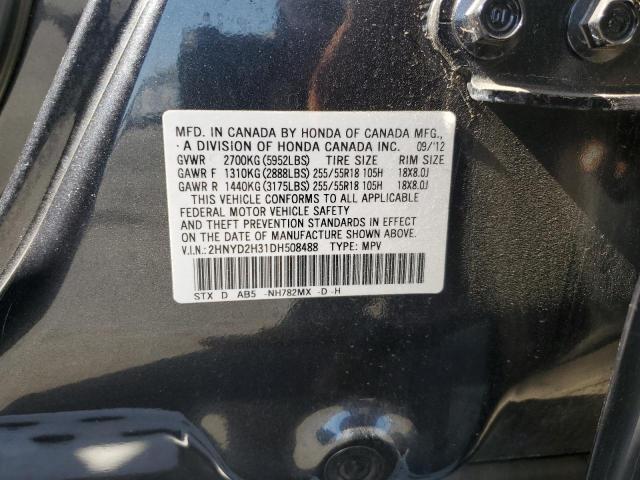 MFD. IN CANADA BY HONDA OF CANADA MFG.,
· A DIVISION OF HONDA CANADA INC. 09/12
GVWR 2700KG(5952LBS) TIRE SIZE RIM SIZE
GAWR F 1310KG(2888LBS) 255/55R18 105H 18X8.0J
GAWR R 1440KG(3175LBS) 255/55R18 105H 18X8.0J
THIS VEHICLE CONFORMS TO ALL APPLICABLE
FEDERAL MOTOR VEHICLE SAFETY
AND THEFT PREVENTION STANDARDS IN EFFECT
ON THE DATE OF MANUFACTURE SHOWN ABOVE.
V.I.N.: 2HNYD2H31DH508488 TYPE: MPV
STX D AB5 -NH782MX -D-H